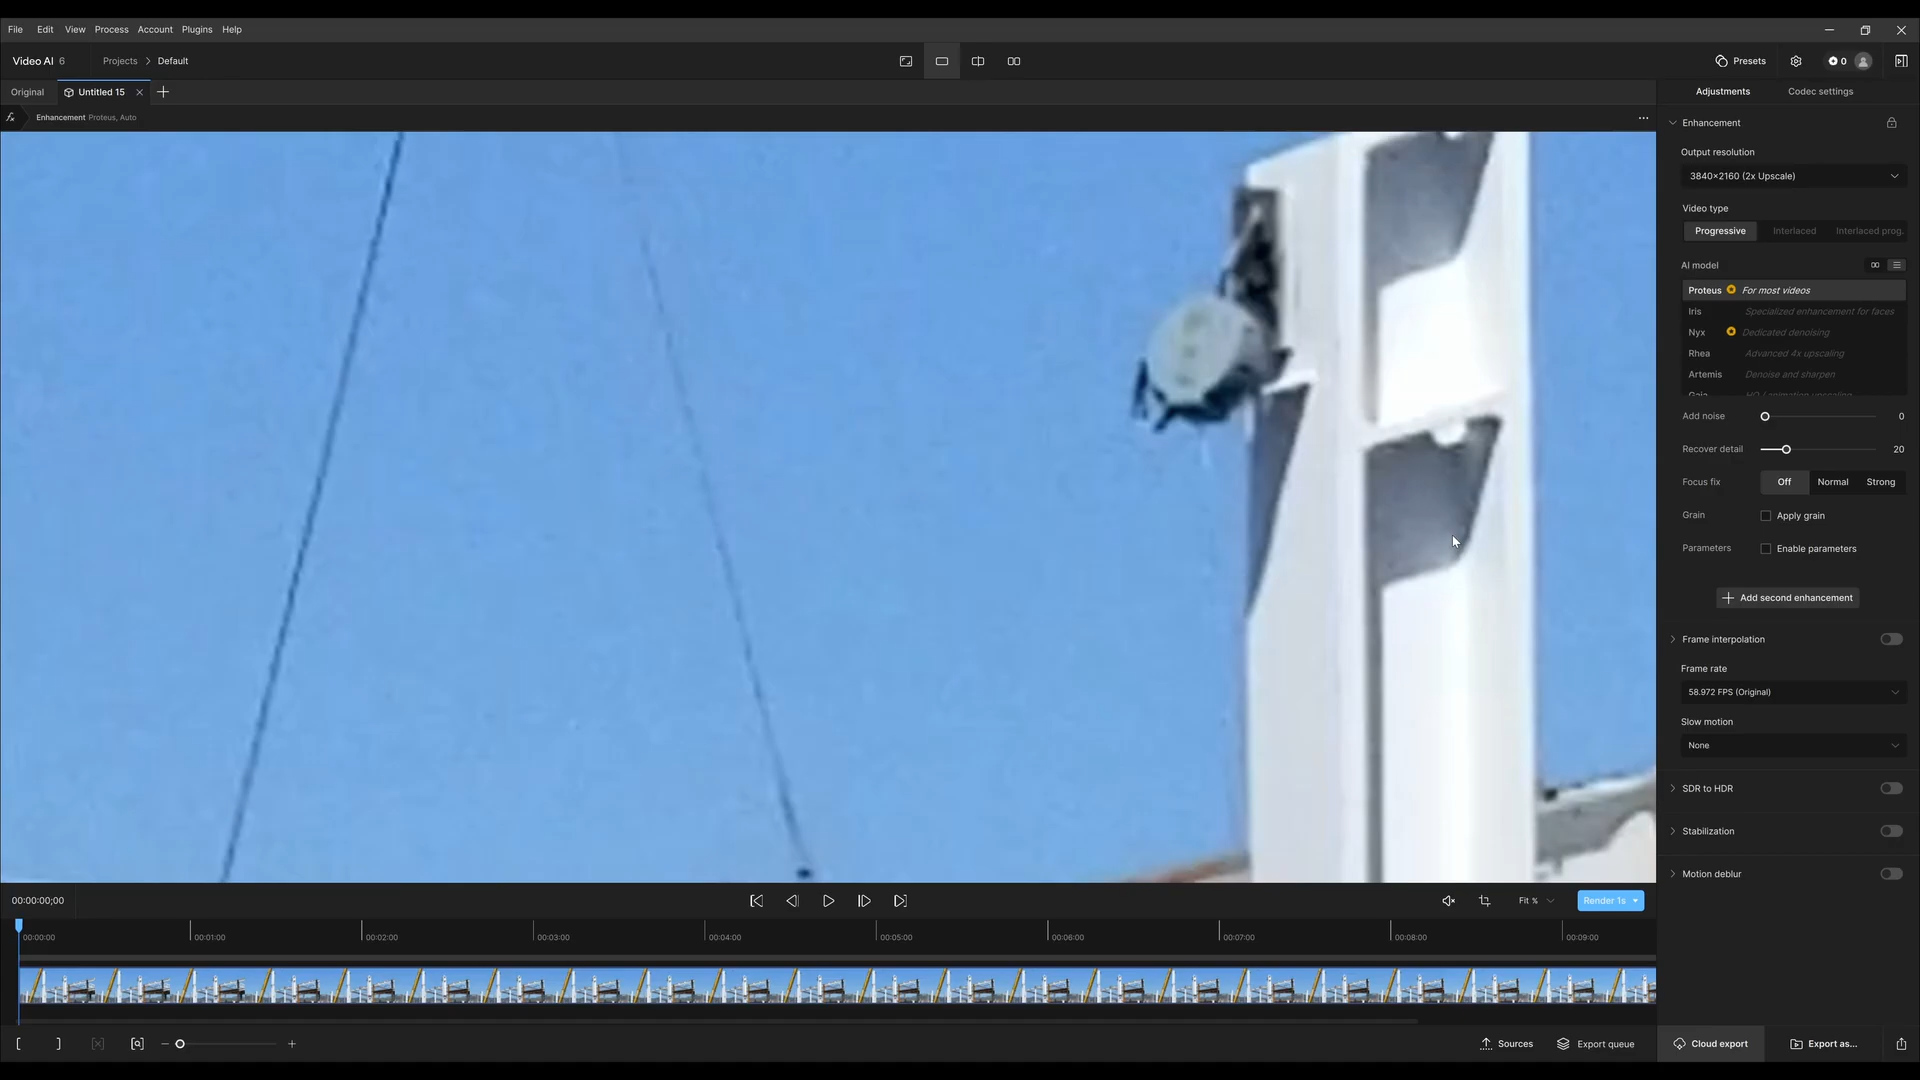 File Edit View Process Account Plugins Help
Video AI 6 Projects > Default Presets 0
Original Untitled 15
Enhancement Proteus, Auto
Adjustments Codec settings
Enhancement
Output resolution
3840×2160 (2x Upscale)
Video type
Progressive Interlaced Interlaced prog.
AI model
Proteus For most videos
Iris Specialized enhancement for faces
Nyx Dedicated denoising
Rhea Advanced 4x upscaling
Artemis Denoise and sharpen
Add noise 0
Recover detail 20
Focus fix Off Normal Strong
Grain Apply grain
Parameters Enable parameters
Add second enhancement
Frame interpolation
Frame rate
58.972 FPS (Original)
Slow motion
None
SDR to HDR
Stabilization
Motion deblur
00:00:00;00 Fit % Render 1s
00:00:00 00:01:00 00:02:00 00:03:00 00:04:00 00:05:00 00:06:00 00:07:00 00:08:00 00:09:00
Sources Export queue Cloud export Export as...